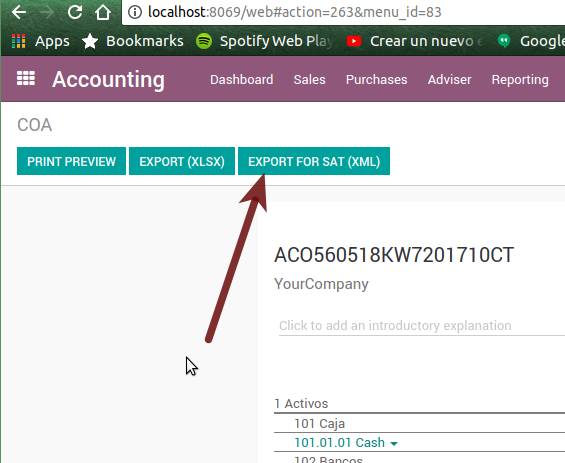 localhost:8069/web#action=263&menu_id=83
Apps Bookmarks Spotify Web Play Crear un nuevo e Google
Accounting Dashboard Sales Purchases Adviser Reporting
COA
PRINT PREVIEW EXPORT (XLSX) EXPORT FOR SAT (XML)
ACO560518KW7201710CT
YourCompany
Click to add an introductory explanation
1 Activos
101 Caja
101.01.01 Cash
102 Bancos